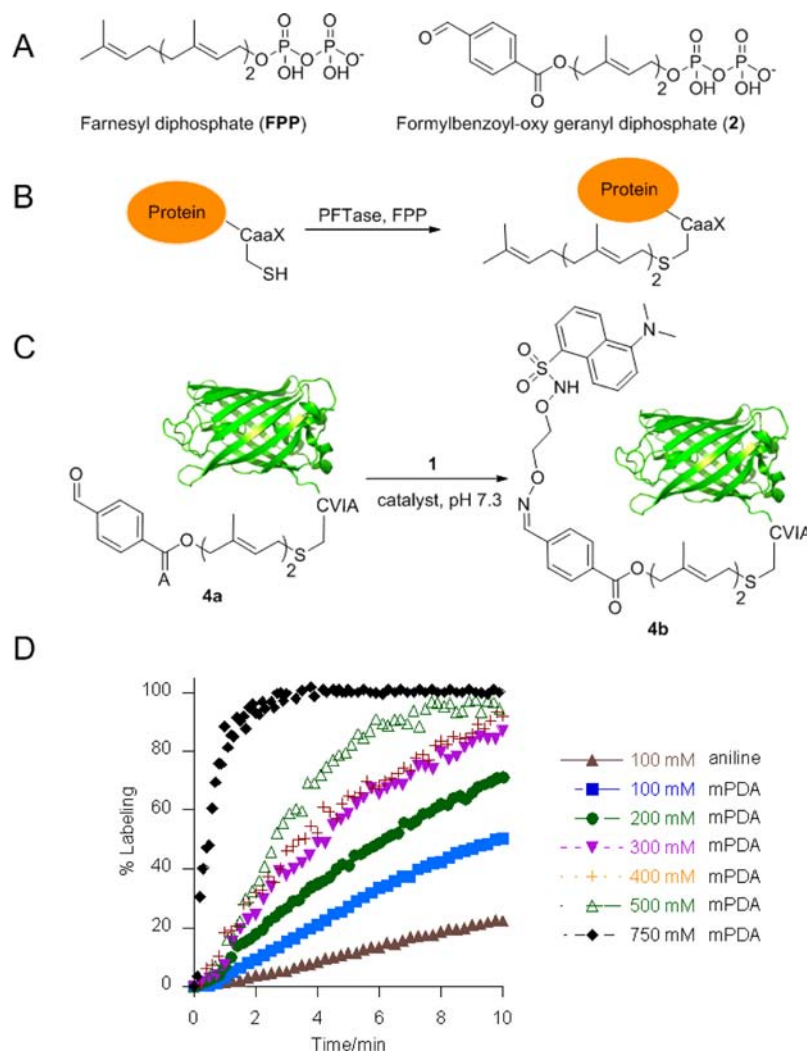 A
O
P
O
P
O
O
O⁻
2
OH
OH
Farnesyl diphosphate (FPP)
O
O
O
O
P
O
P
O
O
O⁻
2
OH
OH
Formylbenzoyl-oxy geranyl diphosphate (2)
B
Protein
CaaX
SH
PFTase, FPP
Protein
CaaX
S
2
C
O
O
A
2
S
CVIA
4a
1
catalyst, pH 7.3
N
O
S
O
NH
O
O
N
O
O
2
S
CVIA
4b
D
% Labeling
100
80
60
40
20
0
0 2 4 6 8 10
Time/min
100 mM aniline
100 mM mPDA
200 mM mPDA
300 mM mPDA
400 mM mPDA
500 mM mPDA
750 mM mPDA